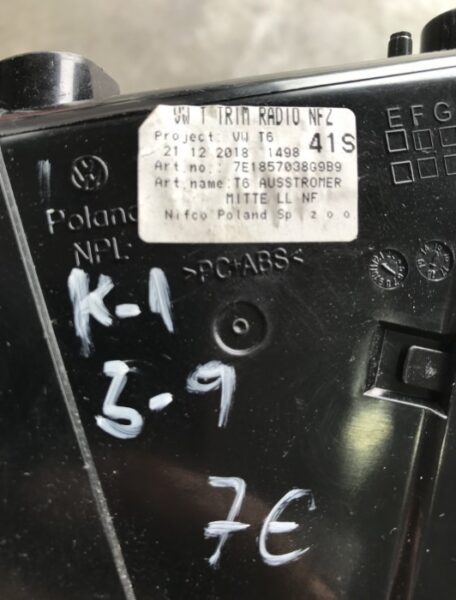 VW T TRIM RADIO NFZ
Project: VW T6
41S
21 12 2018 1498
Art.no.: 7E1857038G9B9
Art.name:T6 AUSSTROMER
MITTE LL NF
Nifco Poland Sp z o o
E F G
Poland
NPL:
>PC+ABS<
K-1
3-9
7E